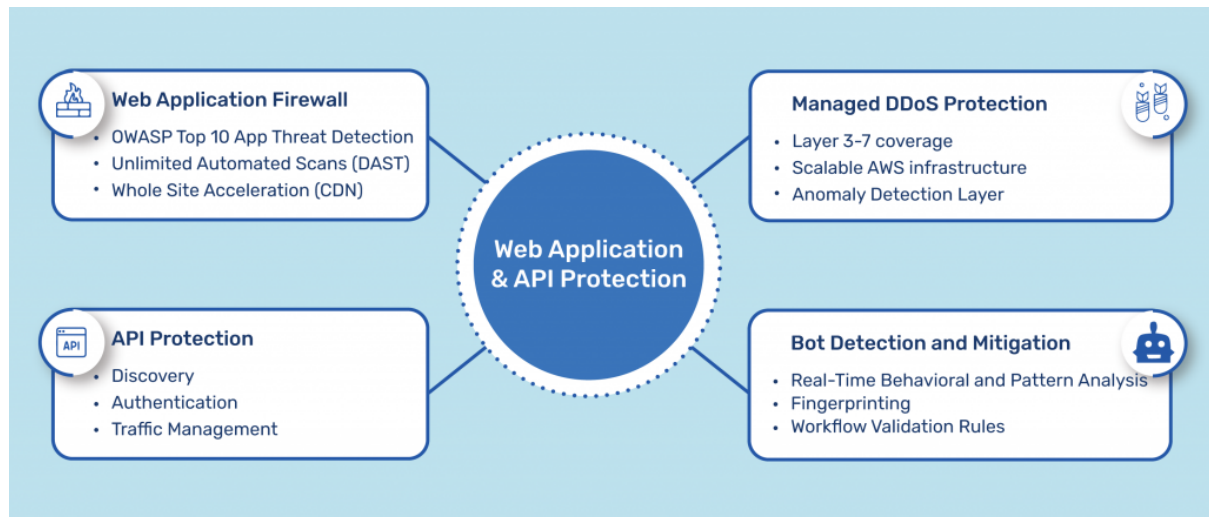 Web Application Firewall
• OWASP Top 10 App Threat Detection
• Unlimited Automated Scans (DAST)
• Whole Site Acceleration (CDN)
Managed DDoS Protection
• Layer 3-7 coverage
• Scalable AWS infrastructure
• Anomaly Detection Layer
Web Application
& API Protection
API
API Protection
• Discovery
• Authentication
• Traffic Management
Bot Detection and Mitigation
• Real-Time Behavioral and Pattern Analysis
• Fingerprinting
• Workflow Validation Rules